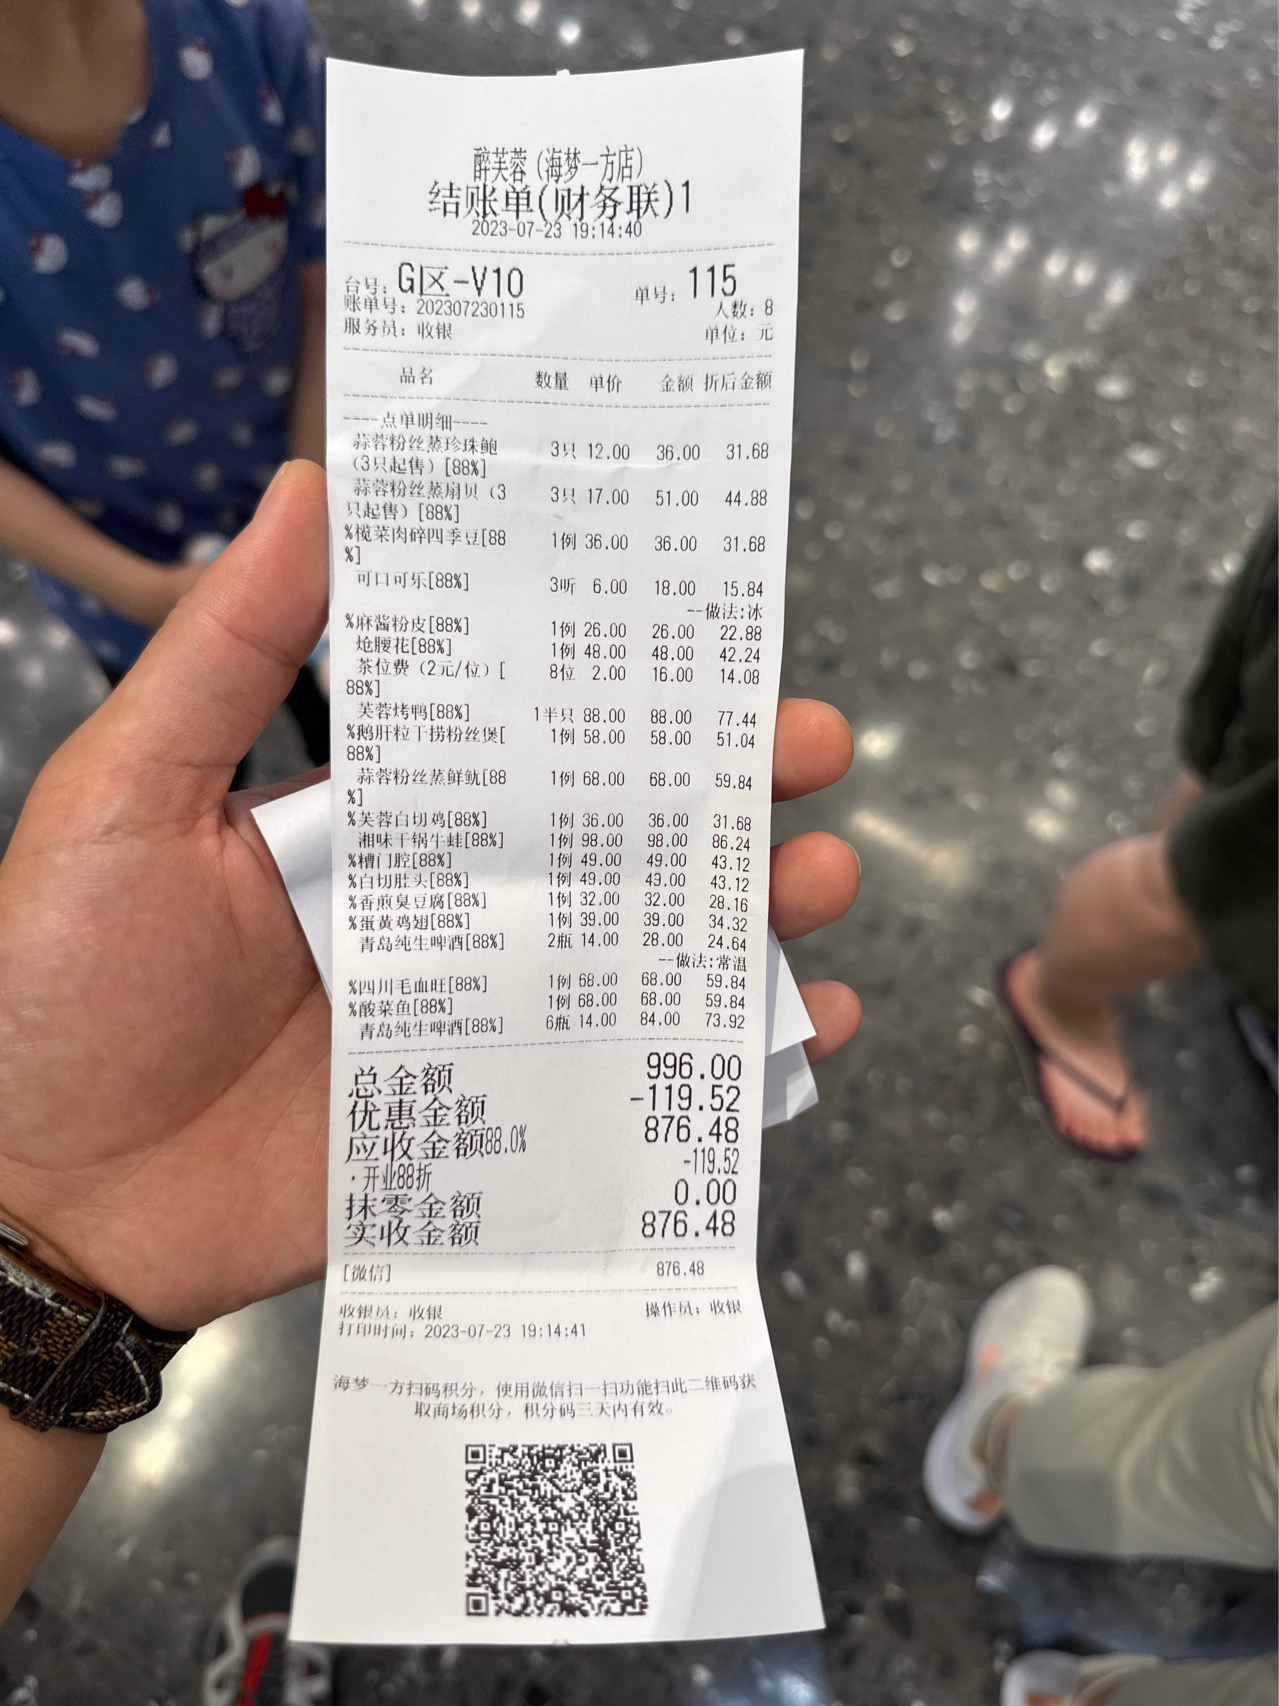 醉芙蓉（海梦一方店）
结账单(财务联)1
2023-07-23 19:14:40
台号：G区-V10 单号：115
账单号：202307230115 人数：8
服务员：收银 单位：元
品名 数量 单价 金额 折后金额
----点单明细----
蒜蓉粉丝蒸珍珠鲍 3只 12.00 36.00 31.68
（3只起售）[88%]
蒜蓉粉丝蒸扇贝（3 3只 17.00 51.00 44.88
只起售）[88%]
%榄菜肉碎四季豆[88 1例 36.00 36.00 31.68
%]
可口可乐[88%] 3听 6.00 18.00 15.84
--做法:冰
%麻酱粉皮[88%] 1例 26.00 26.00 22.88
炝腰花[88%] 1例 48.00 48.00 42.24
茶位费（2元/位）[ 8位 2.00 16.00 14.08
88%]
芙蓉烤鸭[88%] 1半只 88.00 88.00 77.44
%鹅肝粒干捞粉丝煲[ 1例 58.00 58.00 51.04
88%]
蒜蓉粉丝蒸鲜鱿[88 1例 68.00 68.00 59.84
%]
%芙蓉白切鸡[88%] 1例 36.00 36.00 31.68
湘味干锅牛蛙[88%] 1例 98.00 98.00 86.24
%糟门腔[88%] 1例 49.00 49.00 43.12
%白切肚头[88%] 1例 49.00 49.00 43.12
%香煎臭豆腐[88%] 1例 32.00 32.00 28.16
%蛋黄鸡翅[88%] 1例 39.00 39.00 34.32
青岛纯生啤酒[88%] 2瓶 14.00 28.00 24.64
--做法:常温
%四川毛血旺[88%] 1例 68.00 68.00 59.84
%酸菜鱼[88%] 1例 68.00 68.00 59.84
青岛纯生啤酒[88%] 6瓶 14.00 84.00 73.92
总金额 996.00
优惠金额 -119.52
应收金额88.0% 876.48
·开业88折 -119.52
抹零金额 0.00
实收金额 876.48
[微信] 876.48
收银员：收银 操作员：收银
打印时间：2023-07-23 19:14:41
海梦一方扫码积分，使用微信扫一扫功能扫此二维码获
取商场积分，积分码三天内有效。